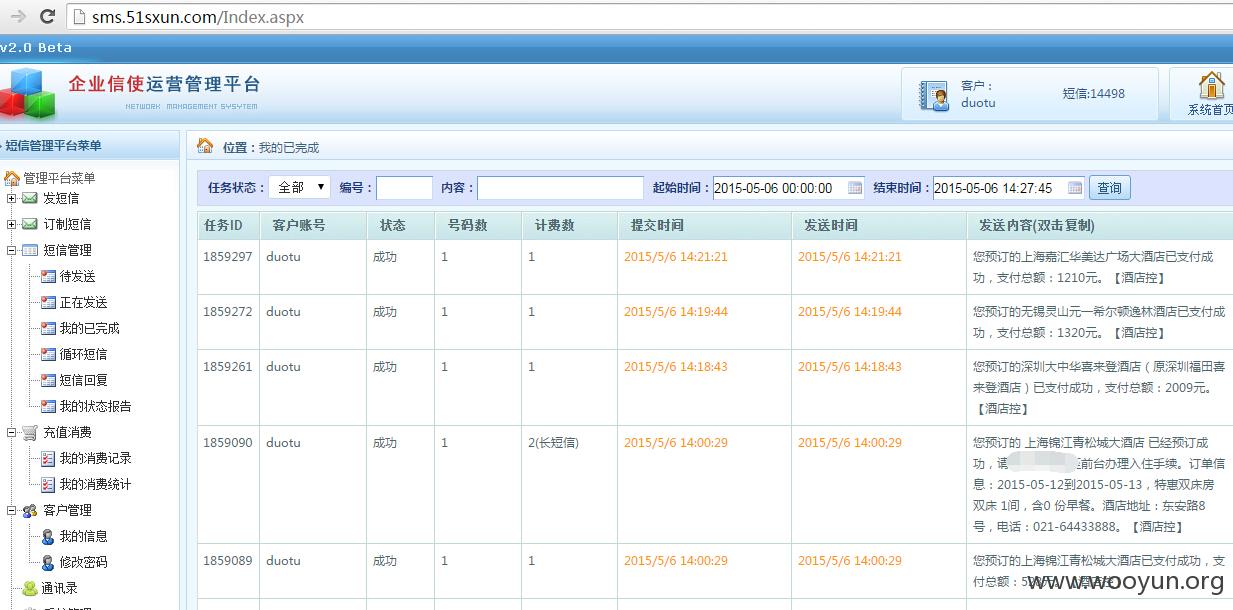 sms.51sxun.com/Index.aspx
v2.0 Beta
企业信使运营管理平台
NETWORK MANAGEMENT SYSYTEM
客户：
duotu
短信:14498
系统首页
短信管理平台菜单
位置：我的已完成
管理平台菜单
发短信
订制短信
短信管理
待发送
正在发送
我的已完成
循环短信
短信回复
我的状态报告
充值消费
我的消费记录
我的消费统计
客户管理
我的信息
修改密码
通讯录
任务状态： 全部 编号： 内容： 起始时间： 2015-05-06 00:00:00 结束时间： 2015-05-06 14:27:45 查询
任务ID 客户账号 状态 号码数 计费数 提交时间 发送时间 发送内容(双击复制)
1859297 duotu 成功 1 1 2015/5/6 14:21:21 2015/5/6 14:21:21 您预订的上海嘉汇华美达广场大酒店已支付成
功，支付总额：1210元。【酒店控】
1859272 duotu 成功 1 1 2015/5/6 14:19:44 2015/5/6 14:19:44 您预订的无锡灵山元一希尔顿逸林酒店已支付成
功，支付总额：1320元。【酒店控】
1859261 duotu 成功 1 1 2015/5/6 14:18:43 2015/5/6 14:18:43 您预订的深圳大中华喜来登酒店（原深圳福田喜
来登酒店）已支付成功，支付总额：2009元。
【酒店控】
1859090 duotu 成功 1 2(长短信) 2015/5/6 14:00:29 2015/5/6 14:00:29 您预订的 上海锦江青松城大酒店 已经预订成
功，请 前台办理入住手续。订单信
息：2015-05-12到2015-05-13，特惠双床房
双床 1间，含0 份早餐。酒店地址：东安路8
号，电话：021-64433888。【酒店控】
1859089 duotu 成功 1 1 2015/5/6 14:00:29 2015/5/6 14:00:29 您预订的上海锦江青松城大酒店已支付成功，支
付总额：
www.wooyun.org